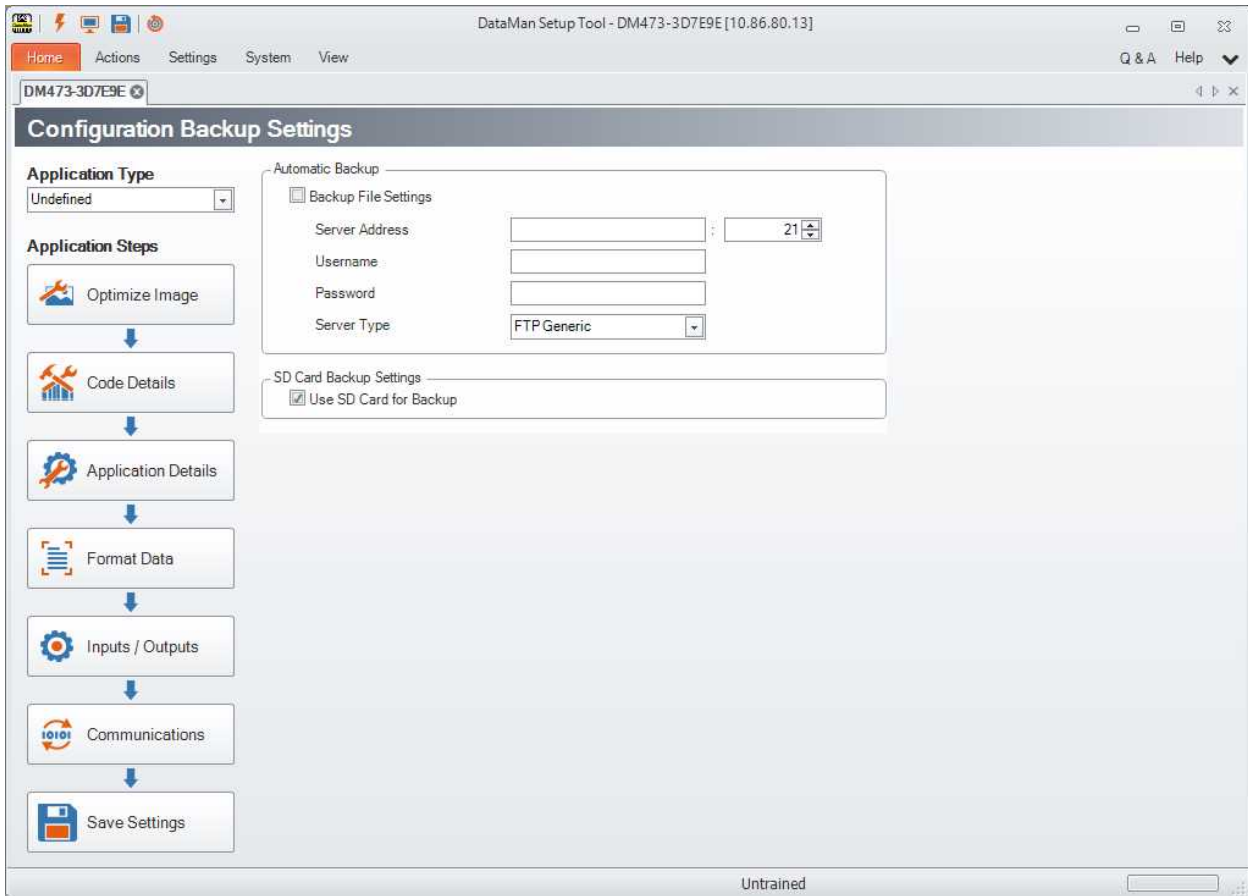 DataMan Setup Tool - DM473-3D7E9E [10.86.80.13]
Home Actions Settings System View Q & A Help
DM473-3D7E9E
Configuration Backup Settings
Application Type
Undefined
Application Steps
Optimize Image
Code Details
Application Details
Format Data
Inputs / Outputs
Communications
Save Settings
Automatic Backup
Backup File Settings
Server Address : 21
Username
Password
Server Type FTP Generic
SD Card Backup Settings
Use SD Card for Backup
Untrained